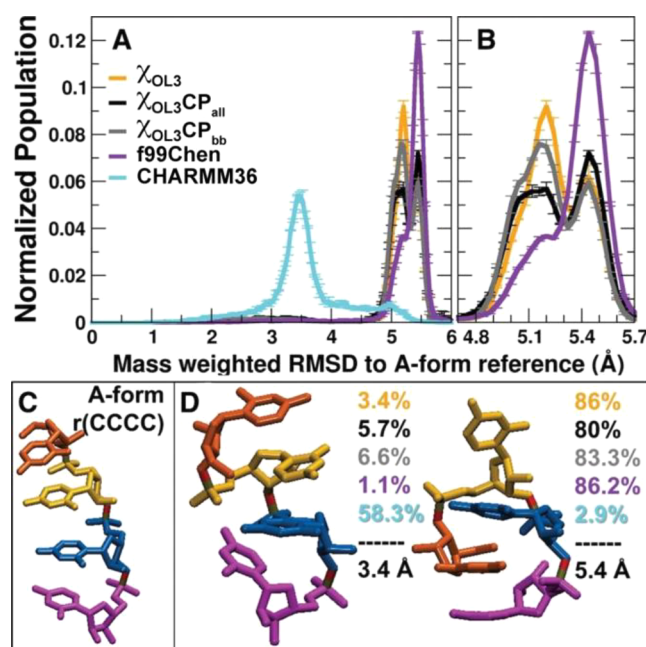 A
B
Normalized Population
0.12
0.1
0.08
0.06
0.04
0.02
0
χOL3
χOL3CPall
χOL3CPbb
f99Chen
CHARMM36
0 1 2 3 4 5 6 4.8 5.1 5.4 5.7
Mass weighted RMSD to A-form reference (Å)
C
A-form
r(CCCC)
D
3.4%
5.7%
6.6%
1.1%
58.3%
------
3.4 Å
86%
80%
83.3%
86.2%
2.9%
------
5.4 Å